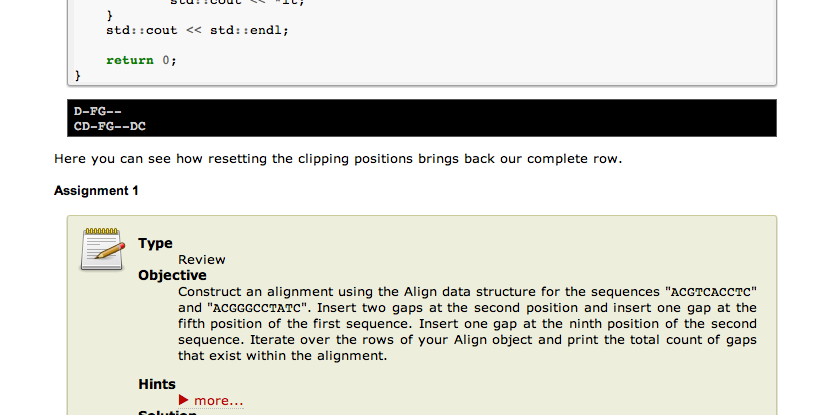 }
std::cout << std::endl;
return 0;
}
D-FG--
CD-FG--DC
Here you can see how resetting the clipping positions brings back our complete row.
Assignment 1
Type
Review
Objective
Construct an alignment using the Align data structure for the sequences "ACGTCACCTC"
and "ACGGGCCTATC". Insert two gaps at the second position and insert one gap at the
fifth position of the first sequence. Insert one gap at the ninth position of the second
sequence. Iterate over the rows of your Align object and print the total count of gaps
that exist within the alignment.
Hints
more...
Solution